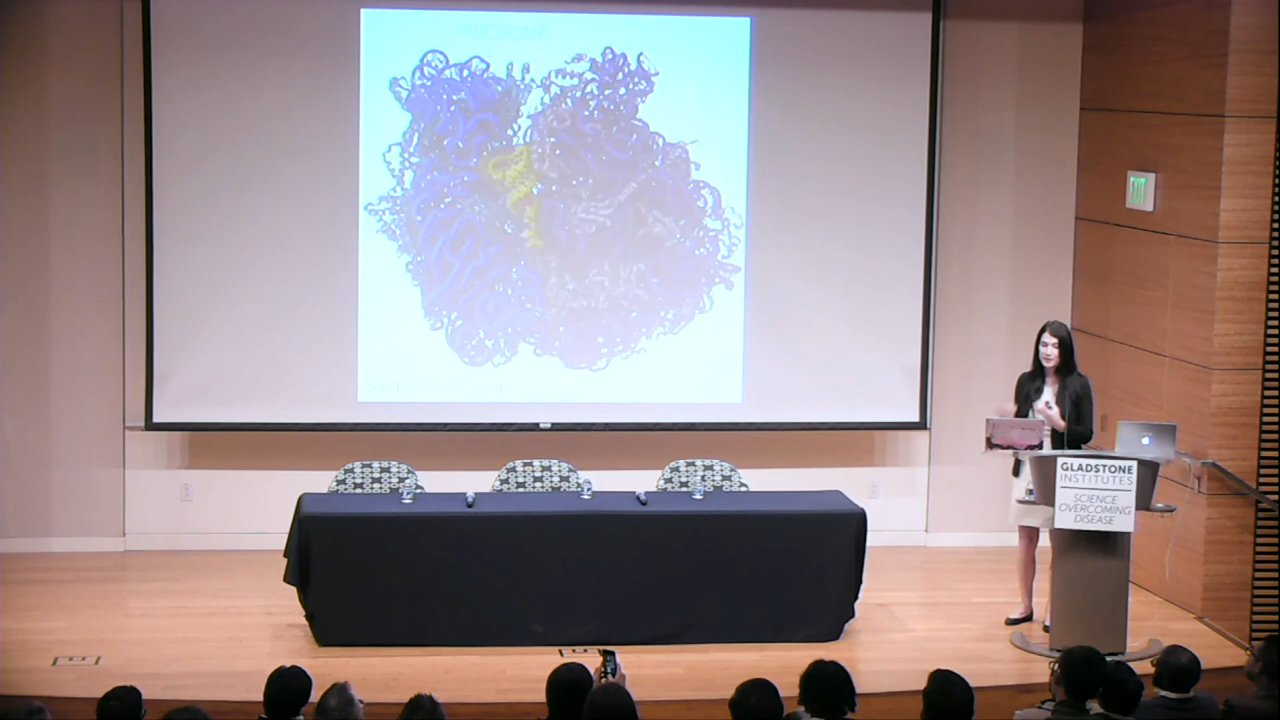 RIBOSOME
EXIT
GLADSTONE
INSTITUTES
SCIENCE
OVERCOMING
DISEASE